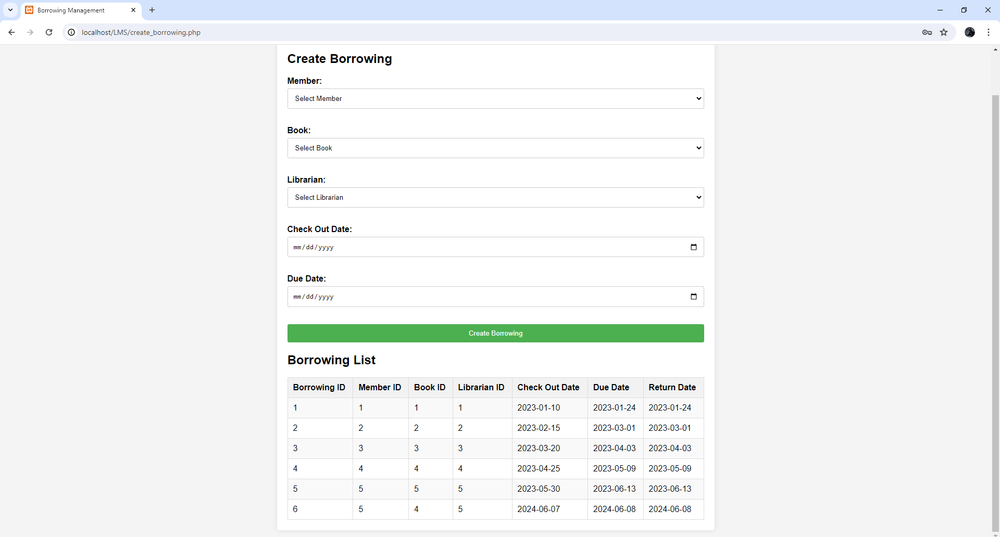 Borrowing Management
localhost/LMS/create_borrowing.php
Create Borrowing
Member:
Select Member
Book:
Select Book
Librarian:
Select Librarian
Check Out Date:
mm/dd/yyyy
Due Date:
mm/dd/yyyy
Create Borrowing
Borrowing List
Borrowing ID Member ID Book ID Librarian ID Check Out Date Due Date Return Date
1 1 1 1 2023-01-10 2023-01-24 2023-01-24
2 2 2 2 2023-02-15 2023-03-01 2023-03-01
3 3 3 3 2023-03-20 2023-04-03 2023-04-03
4 4 4 4 2023-04-25 2023-05-09 2023-05-09
5 5 5 5 2023-05-30 2023-06-13 2023-06-13
6 5 4 5 2024-06-07 2024-06-08 2024-06-08